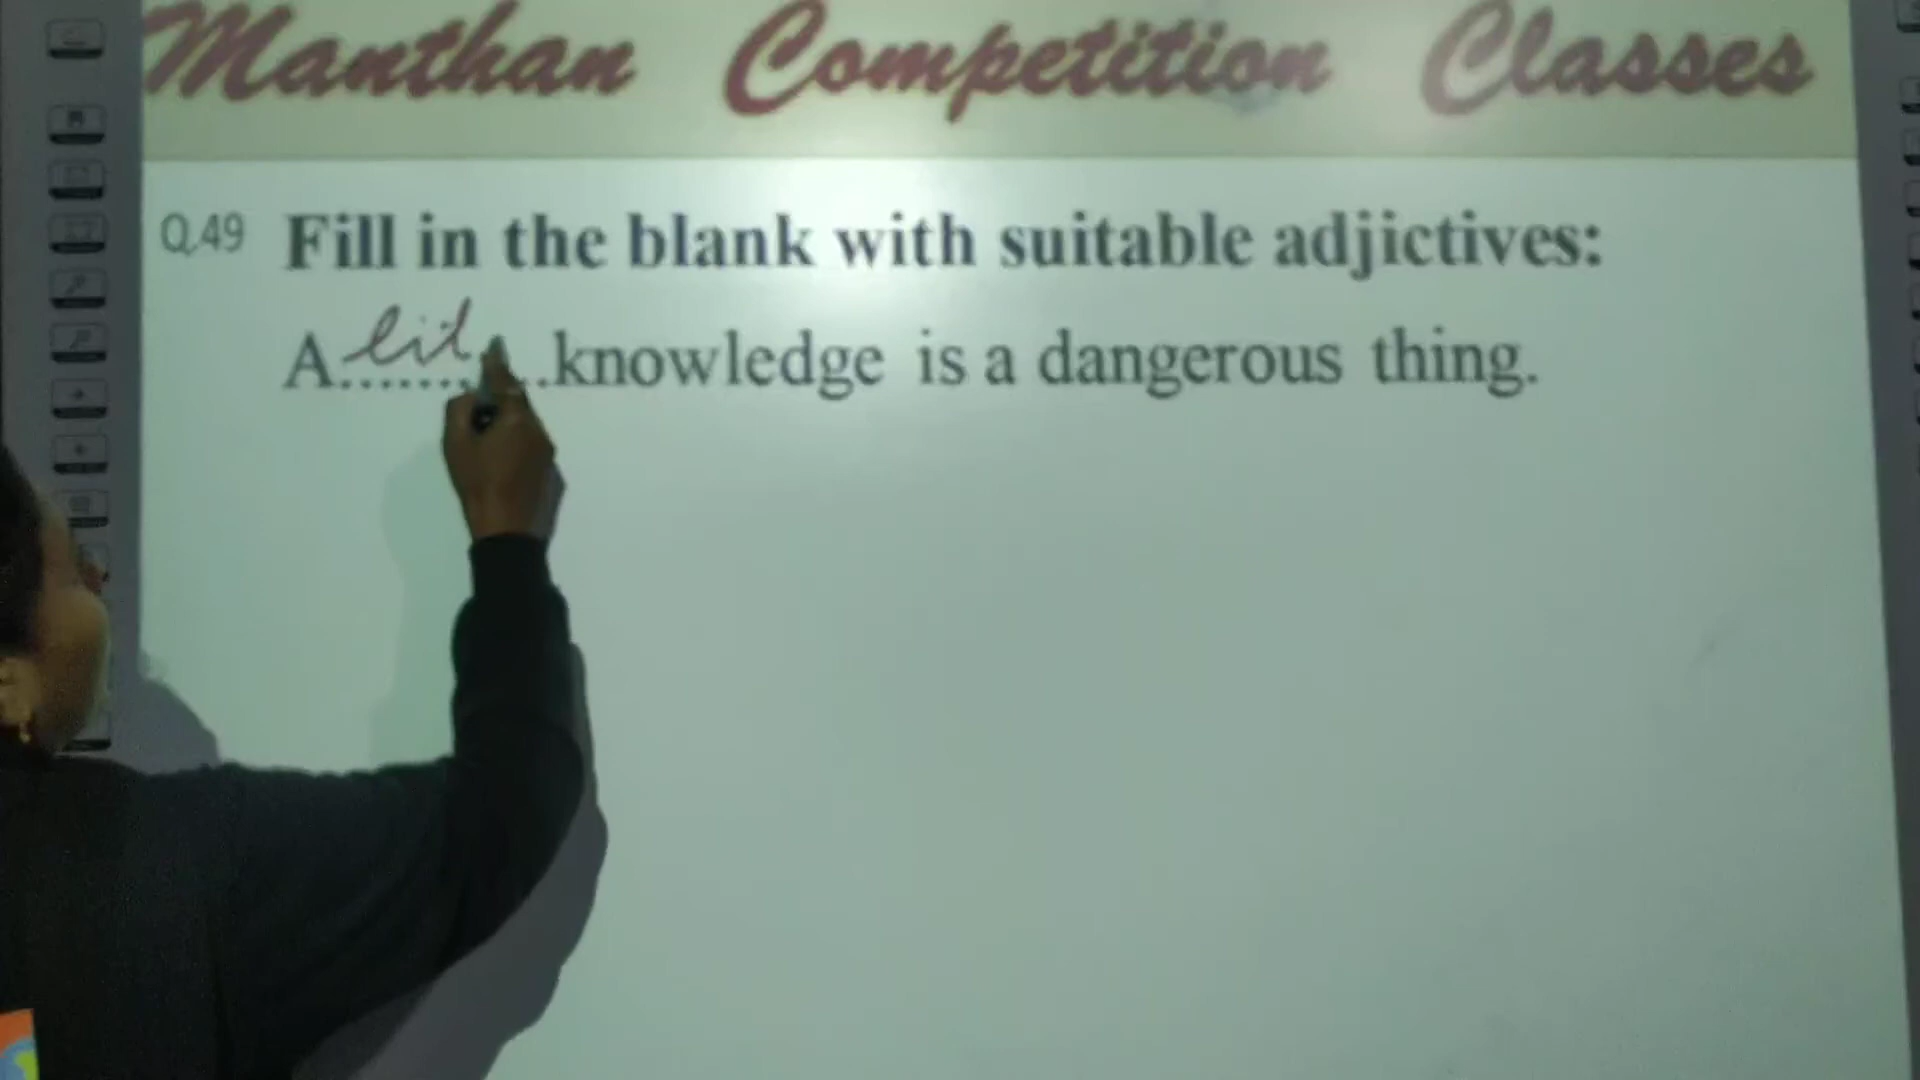 Manthan Competition Classes
Q.49 Fill in the blank with suitable adjictives:
A lit.........knowledge is a dangerous thing.